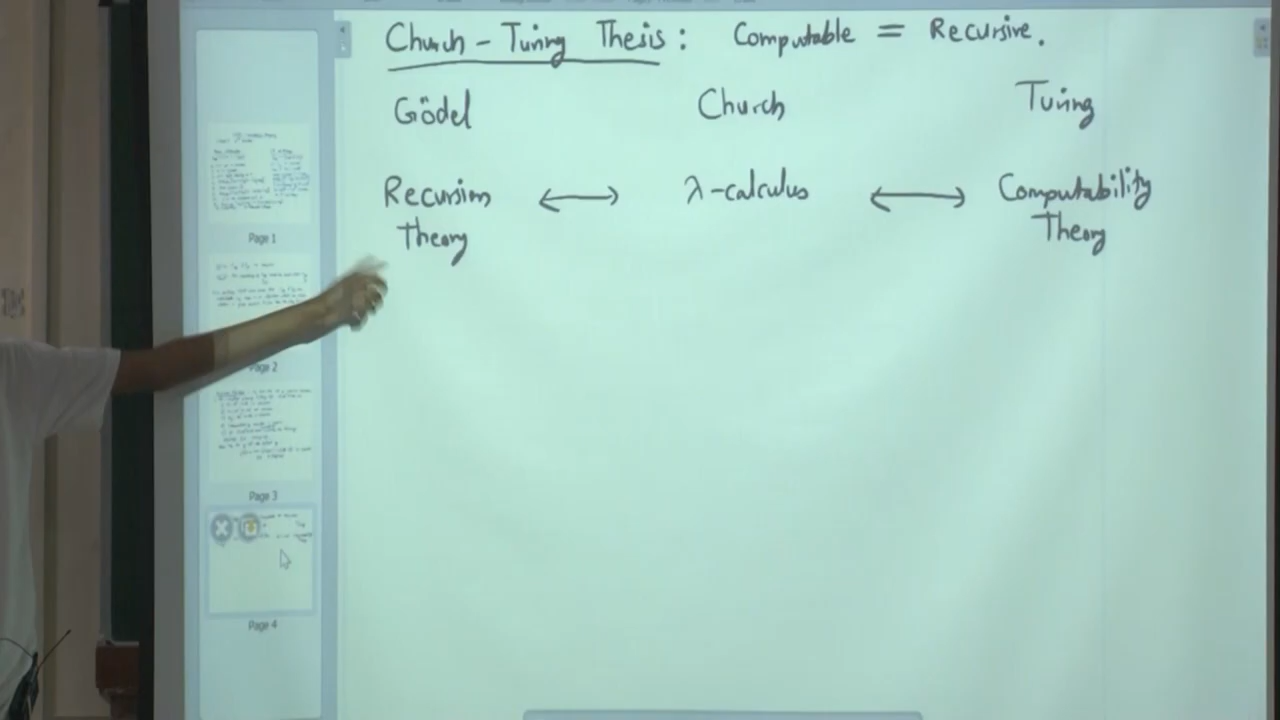 Church - Turing Thesis : Computable = Recursive.
Gödel Church Turing
Recursion ⟷ λ-calculus ⟷ Computability
Theory Theory
Page 1
Page 2
Page 3
Page 4